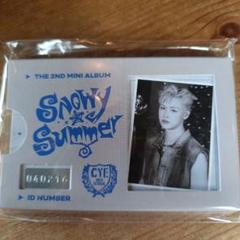 ▶ THE 2ND MINI ALBUM
SNOWY
SUMMER
040216
CYE
▶ ID NUMBER